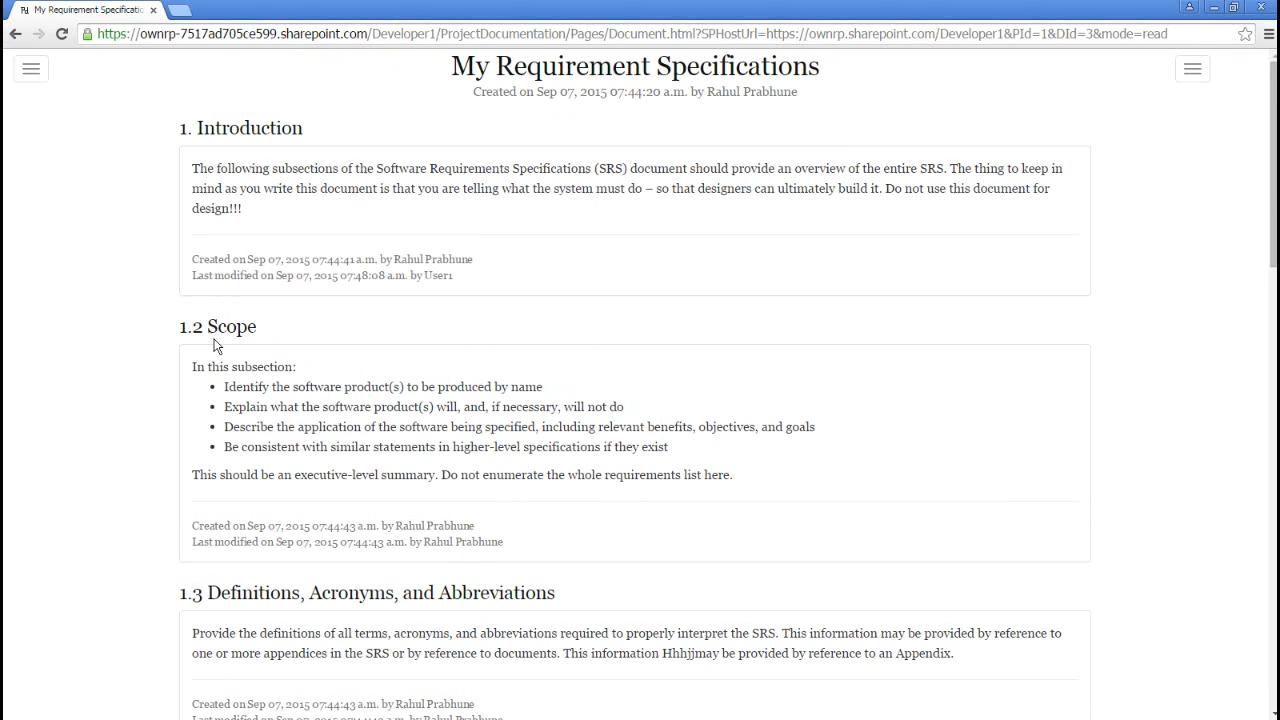 My Requirement Specificatio
https://ownrp-7517ad705ce599.sharepoint.com/Developer1/ProjectDocumentation/Pages/Document.html?SPHostUrl=https://ownrp.sharepoint.com/Developer1&PId=1&DId=3&mode=read
My Requirement Specifications
Created on Sep 07, 2015 07:44:20 a.m. by Rahul Prabhune
1. Introduction
The following subsections of the Software Requirements Specifications (SRS) document should provide an overview of the entire SRS. The thing to keep in
mind as you write this document is that you are telling what the system must do – so that designers can ultimately build it. Do not use this document for
design!!!
Created on Sep 07, 2015 07:44:41 a.m. by Rahul Prabhune
Last modified on Sep 07, 2015 07:48:08 a.m. by User1
1.2 Scope
In this subsection:
• Identify the software product(s) to be produced by name
• Explain what the software product(s) will, and, if necessary, will not do
• Describe the application of the software being specified, including relevant benefits, objectives, and goals
• Be consistent with similar statements in higher-level specifications if they exist
This should be an executive-level summary. Do not enumerate the whole requirements list here.
Created on Sep 07, 2015 07:44:43 a.m. by Rahul Prabhune
Last modified on Sep 07, 2015 07:44:43 a.m. by Rahul Prabhune
1.3 Definitions, Acronyms, and Abbreviations
Provide the definitions of all terms, acronyms, and abbreviations required to properly interpret the SRS. This information may be provided by reference to
one or more appendices in the SRS or by reference to documents. This information Hhhjjmay be provided by reference to an Appendix.
Created on Sep 07, 2015 07:44:43 a.m. by Rahul Prabhune
Last modified on Sep 07, 2015 07:44:43 a.m. by Rahul Prabhune